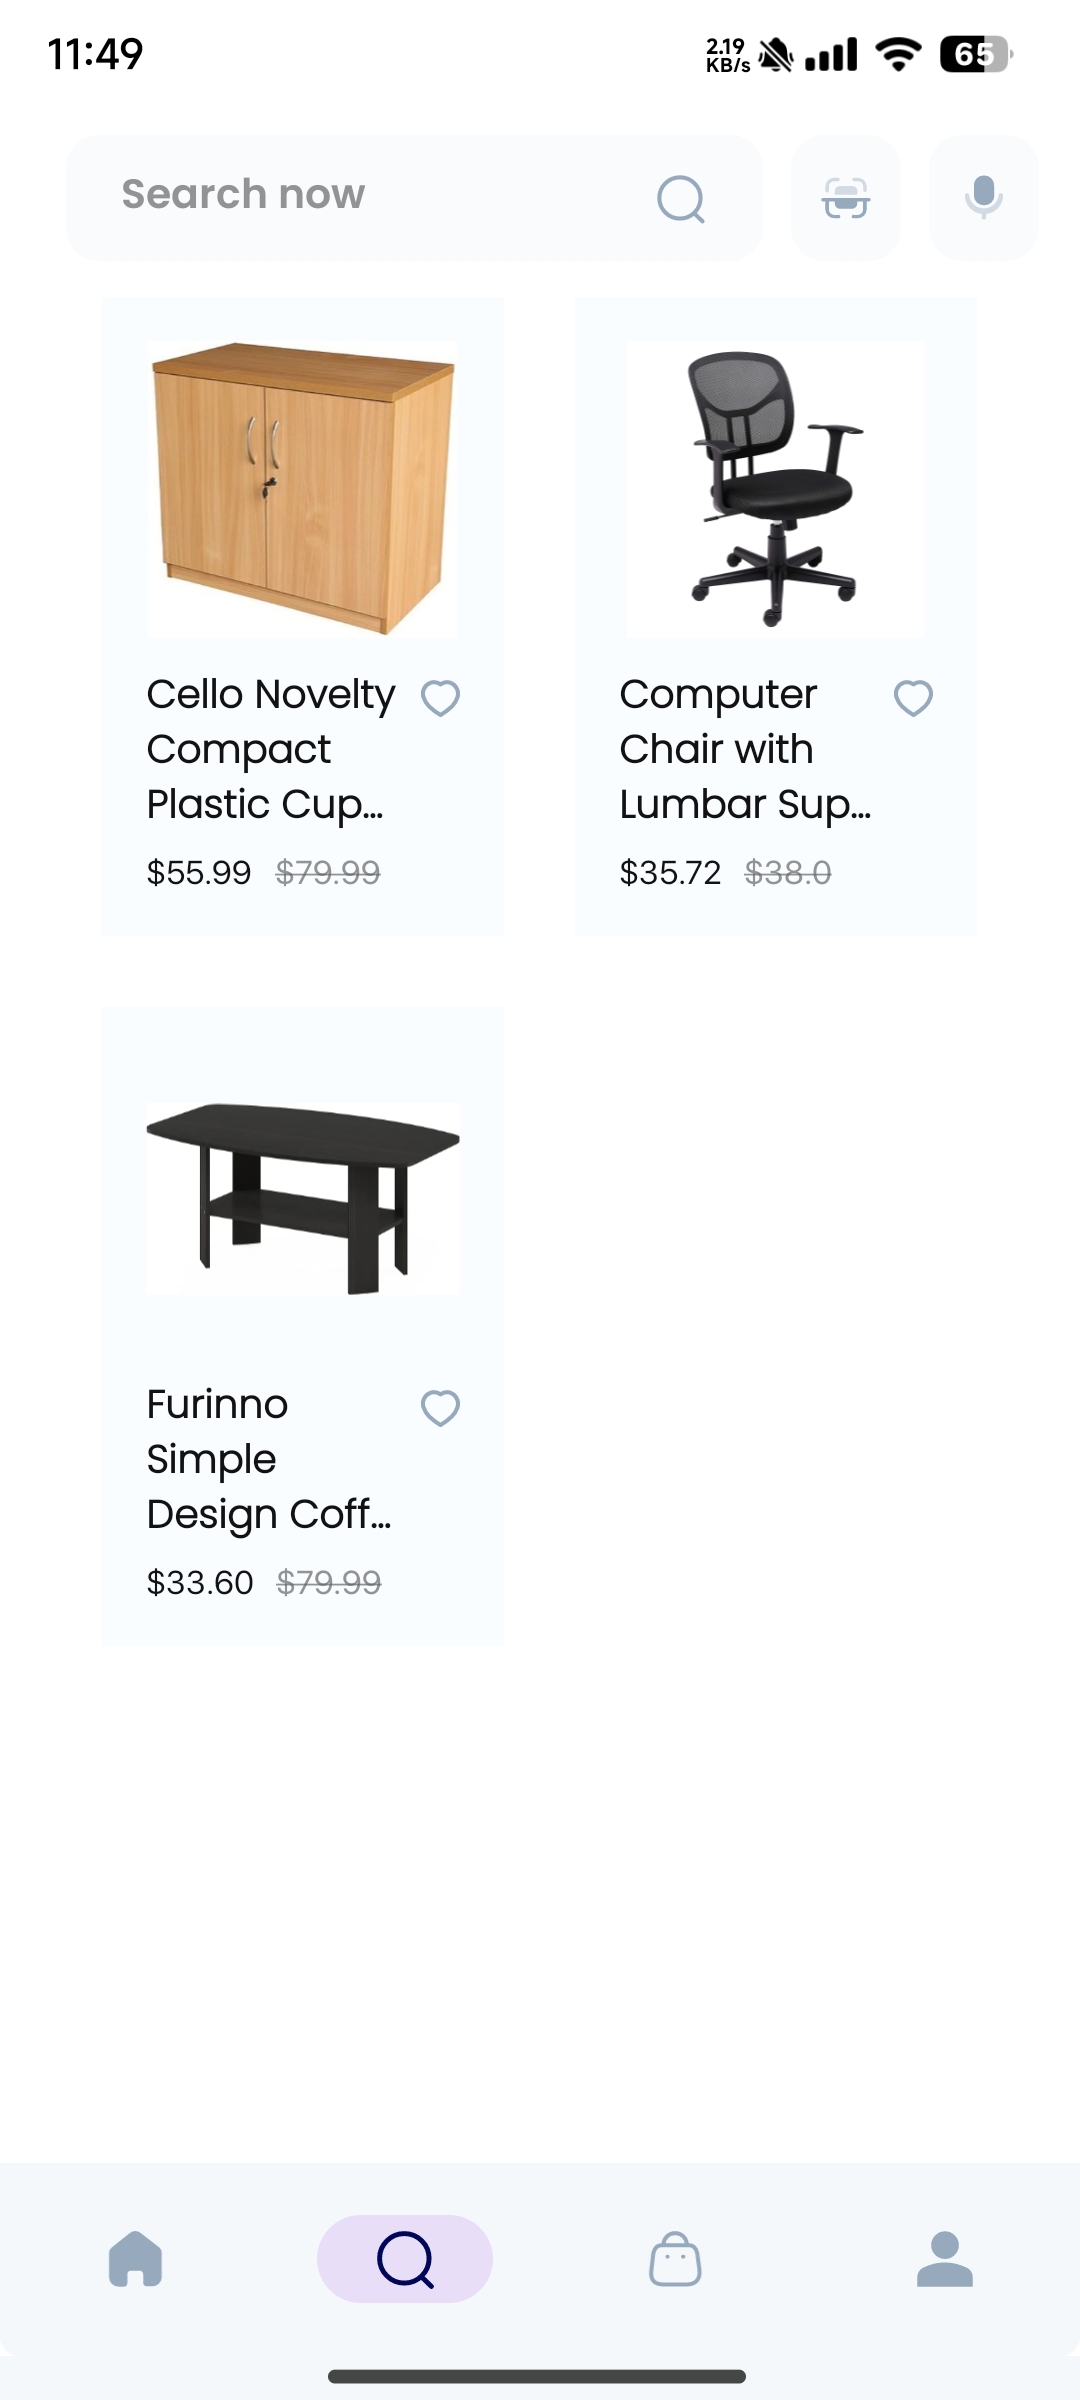 11:49
2.19
KB/s
65
Search now
Cello Novelty
Compact
Plastic Cup...
$55.99 $79.99
Computer
Chair with
Lumbar Sup...
$35.72 $38.0
Furinno
Simple
Design Coff...
$33.60 $79.99